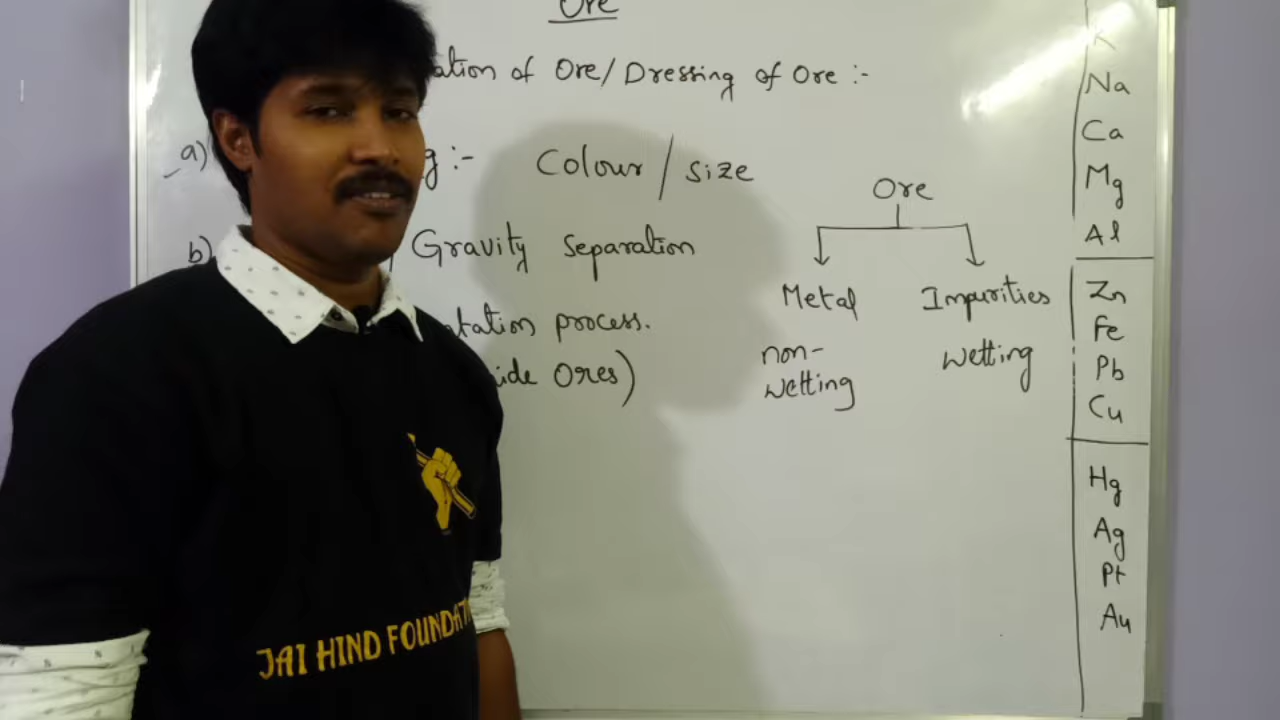 Ore
ation of Ore/Dressing of Ore :-
a) g :- Colour / size
b) Gravity separation
tation process.
ide Ores)
Ore
Metal Impurities
non-
wetting
wetting
K
Na
Ca
Mg
Al
Zn
Fe
Pb
Cu
Hg
Ag
Pt
Au
JAI HIND FOUNDAT